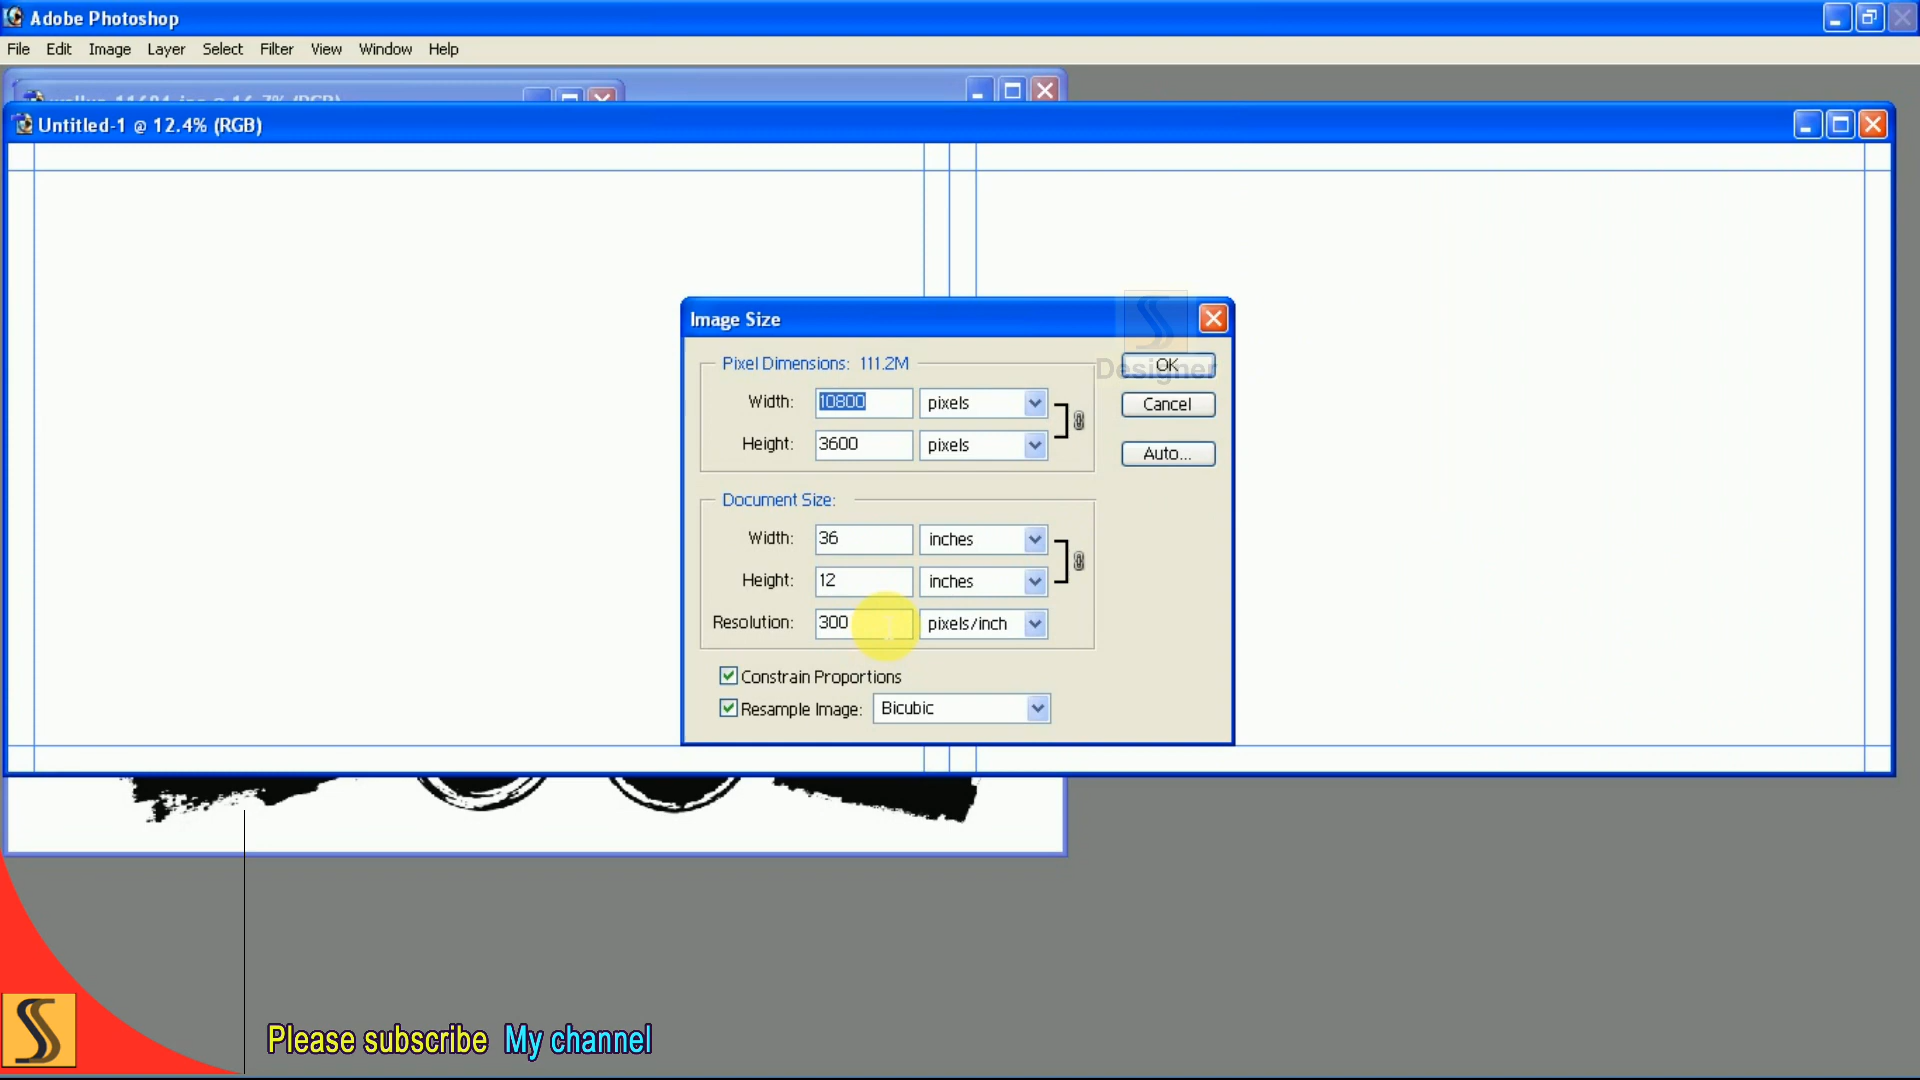 Adobe Photoshop
File Edit Image Layer Select Filter View Window Help
Untitled-1 @ 12.4% (RGB)
Image Size
Pixel Dimensions: 111.2M
Width: 10800 pixels
Height: 3600 pixels
OK
Cancel
Auto...
Designer
Document Size:
Width: 36 inches
Height: 12 inches
Resolution: 300 pixels/inch
Constrain Proportions
Resample Image: Bicubic
Please subscribe My channel